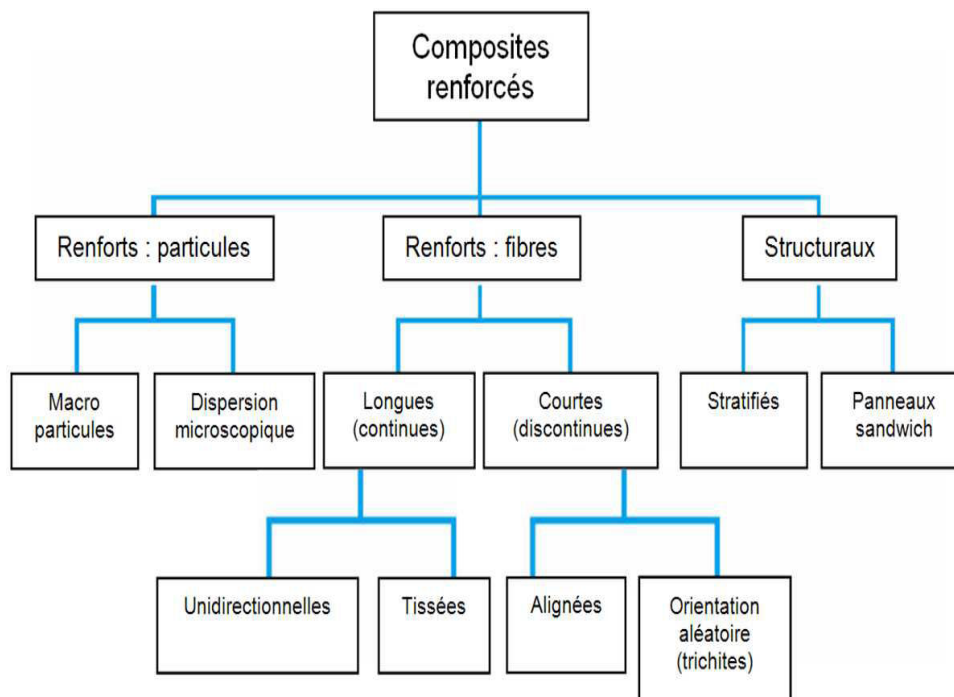 Composites
renforcés
Renforts : particules
Renforts : fibres
Structuraux
Macro
particules
Dispersion
microscopique
Longues
(continues)
Courtes
(discontinues)
Stratifiés
Panneaux
sandwich
Unidirectionnelles
Tissées
Alignées
Orientation
aléatoire
(trichites)